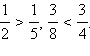 1/2 > 1/5, 3/8 < 3/4.